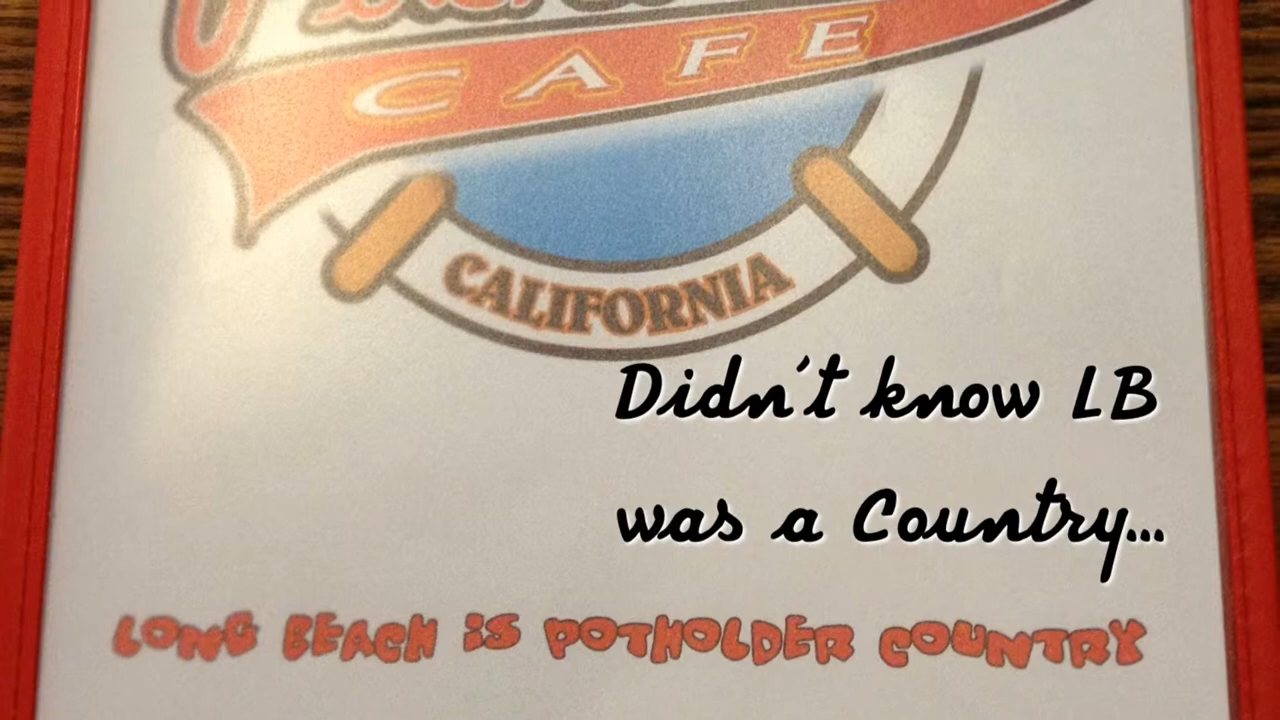 CAFE
CALIFORNIA
Didn't know LB
was a Country...
LONG BEACH iS POTHOLDER COUNTRY